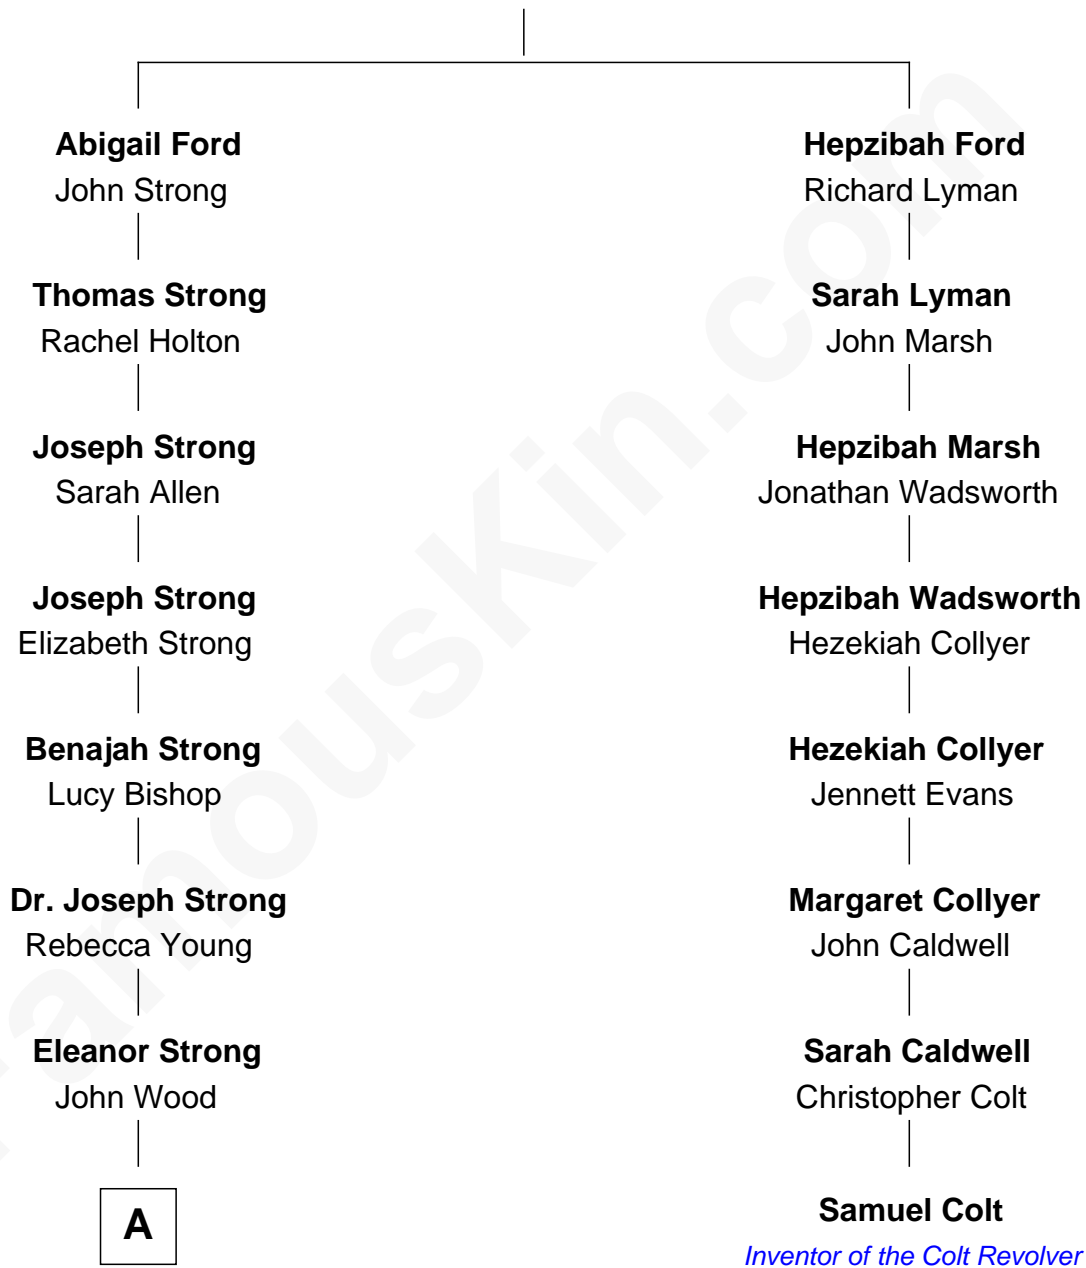 Abigail Ford
John Strong
Thomas Strong
Rachel Holton
Joseph Strong
Sarah Allen
Joseph Strong
Elizabeth Strong
Benajah Strong
Lucy Bishop
Dr. Joseph Strong
Rebecca Young
Eleanor Strong
John Wood
A
Hepzibah Ford
Richard Lyman
Sarah Lyman
John Marsh
Hepzibah Marsh
Jonathan Wadsworth
Hepzibah Wadsworth
Hezekiah Collyer
Hezekiah Collyer
Jennett Evans
Margaret Collyer
John Caldwell
Sarah Caldwell
Christopher Colt
Samuel Colt
Inventor of the Colt Revolver
FamousKin.com